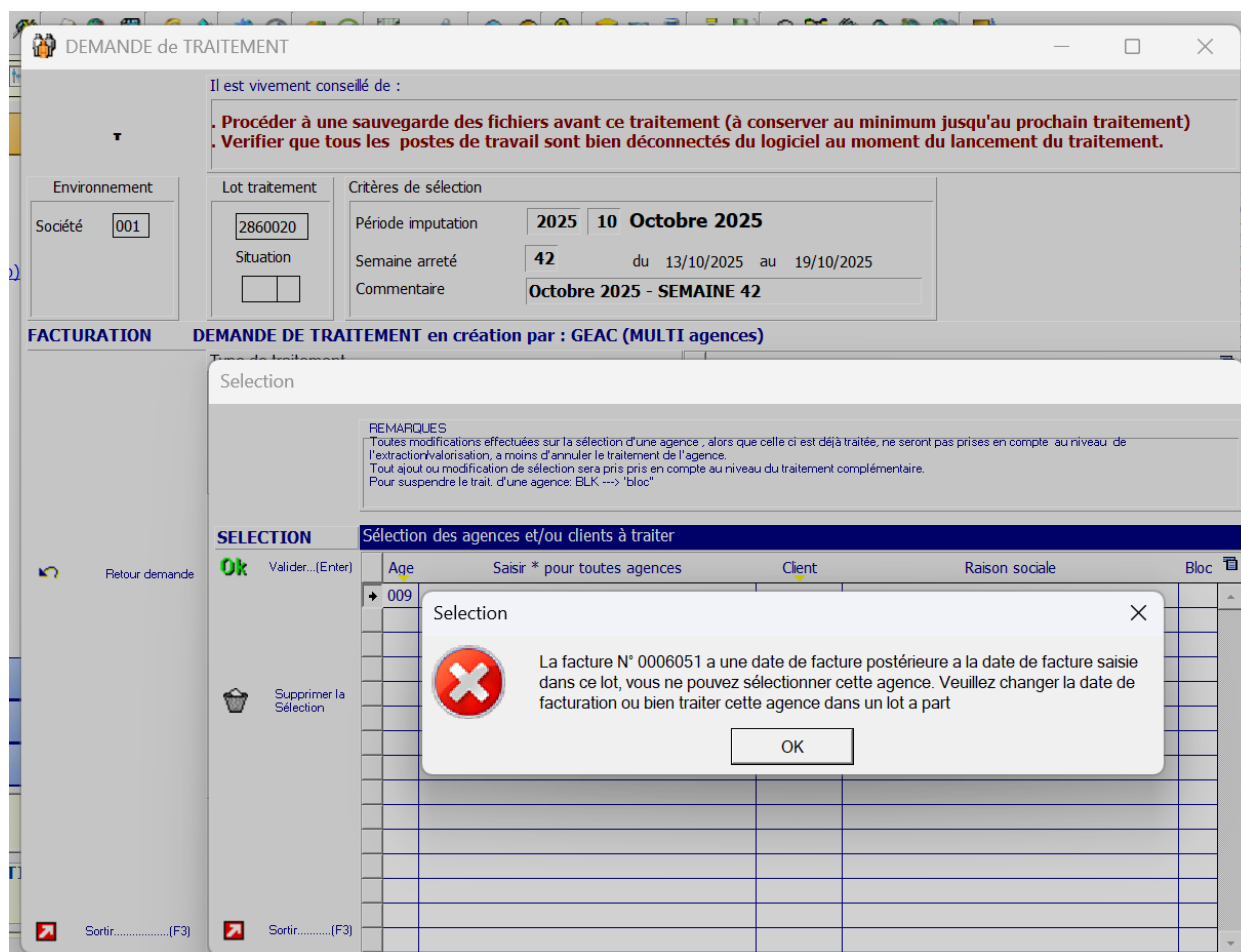 DEMANDE de TRAITEMENT
Il est vivement conseillé de :
. Procéder à une sauvegarde des fichiers avant ce traitement (à conserver au minimum jusqu'au prochain traitement)
. Verifier que tous les postes de travail sont bien déconnectés du logiciel au moment du lancement du traitement.
Environnement
Société 001
Lot traitement
2860020
Situation
Critères de sélection
Période imputation 2025 10 Octobre 2025
Semaine arreté 42 du 13/10/2025 au 19/10/2025
Commentaire Octobre 2025 - SEMAINE 42
FACTURATION DEMANDE DE TRAITEMENT en création par : GEAC (MULTI agences)
Type de traitement
Selection
REMARQUES
Toutes modifications effectuées sur la sélection d'une agence , alors que celle ci est déjà traitée, ne seront pas prises en compte au niveau de
l'extraction/valorisation, a moins d'annuler le traitement de l'agence.
Tout ajout ou modification de sélection sera pris pris en compte au niveau du traitement complémentaire.
Pour suspendre le trait. d'une agence: BLK ---> 'bloc"
SELECTION Sélection des agences et/ou clients à traiter
Retour demande
Ok Valider...(Enter)
Age Saisir * pour toutes agences Client Raison sociale Bloc
009
Selection
La facture N° 0006051 a une date de facture postérieure a la date de facture saisie
dans ce lot, vous ne pouvez sélectionner cette agence. Veuillez changer la date de
facturation ou bien traiter cette agence dans un lot a part
OK
Supprimer la
Sélection
Sortir.................(F3)
Sortir..........(F3)